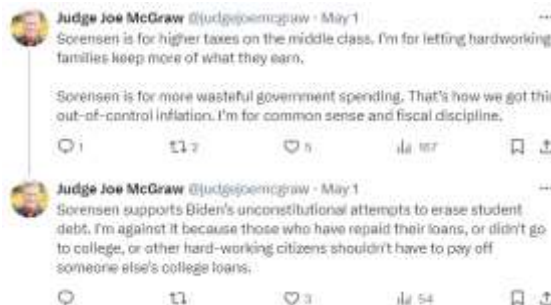 Judge Joe McGraw @judgejoemcgraw · May 1 ...
Sorensen is for higher taxes on the middle class. I'm for letting hardworking
families keep more of what they earn.
Sorensen is for more wasteful government spending. That's how we got this
out-of-control inflation. I'm for common sense and fiscal discipline.
1 2 5 167
Judge Joe McGraw @judgejoemcgraw · May 1 ...
Sorensen supports Biden's unconstitutional attempts to erase student
debt. I'm against it because those who have repaid their loans, or didn't go
to college, or other hard-working citizens shouldn't have to pay off
someone else's college loans.
3 54